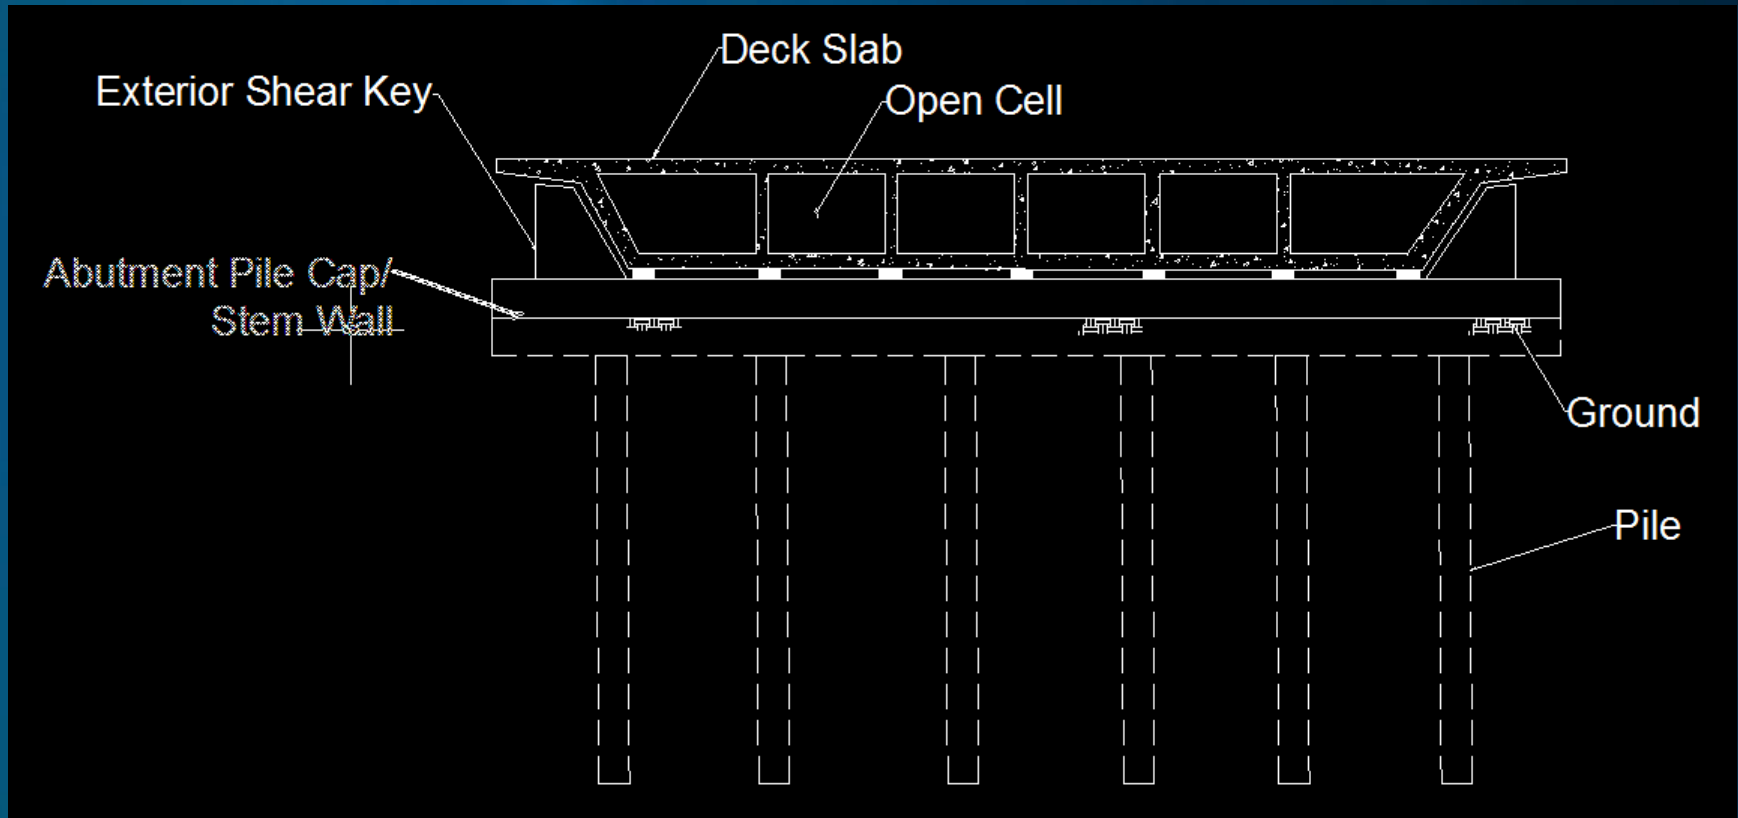 Deck Slab
Exterior Shear Key
Open Cell
Abutment Pile Cap/
Stem Wall
Ground
Pile